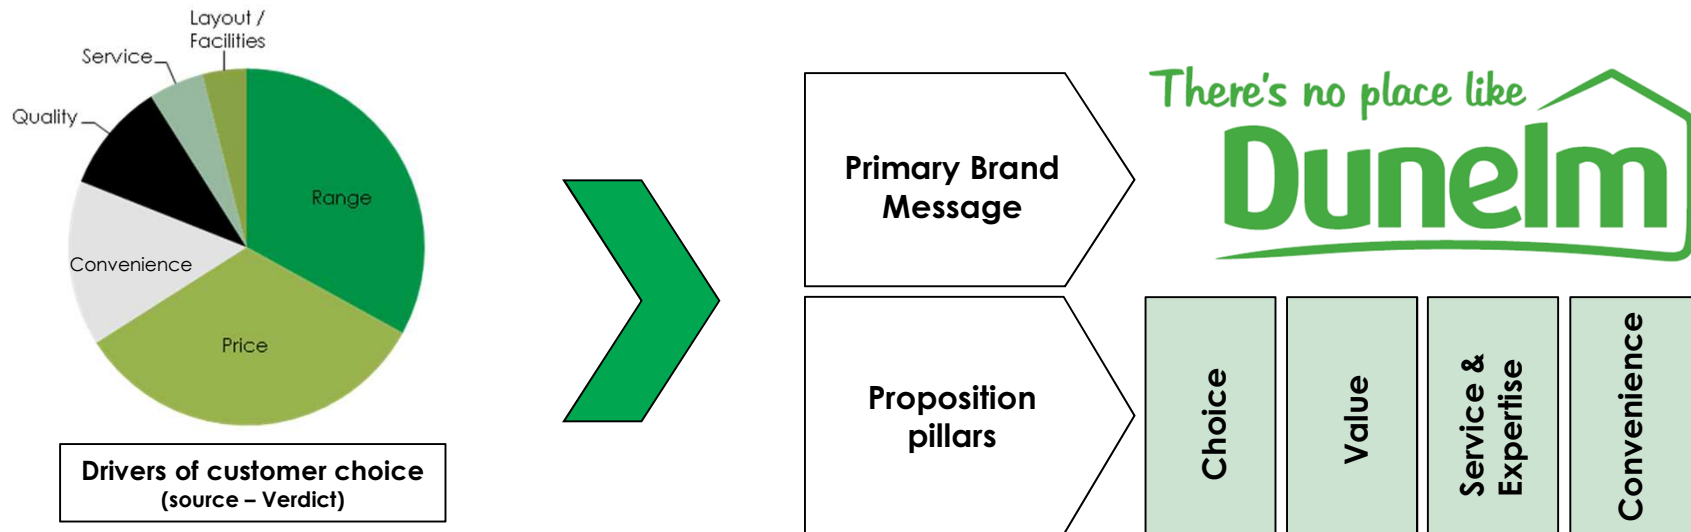 Layout /
Facilities
Service
Quality
Range
Convenience
Price
Drivers of customer choice
(source – Verdict)
Primary Brand
Message
There's no place like
Dunelm
Proposition
pillars
Choice
Value
Service &
Expertise
Convenience